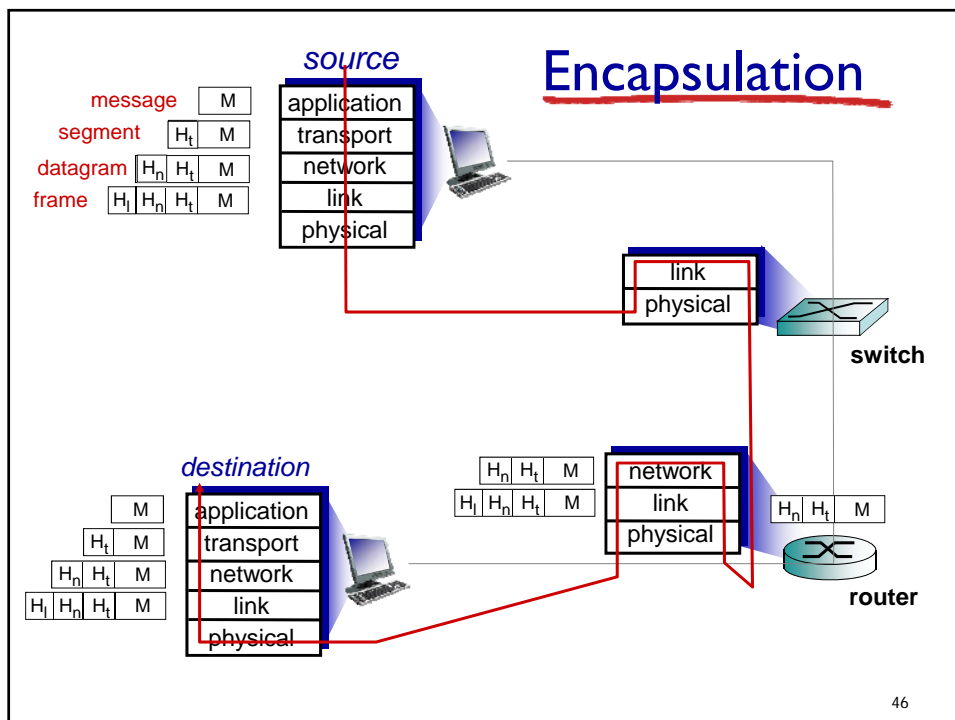 Encapsulation
source
message M
segment Ht M
datagram Hn Ht M
frame Hl Hn Ht M
application
transport
network
link
physical
link
physical
switch
destination
M
Ht M
Hn Ht M
Hl Hn Ht M
application
transport
network
link
physical
Hn Ht M
Hl Hn Ht M
network
link
physical
Hn Ht M
router
46